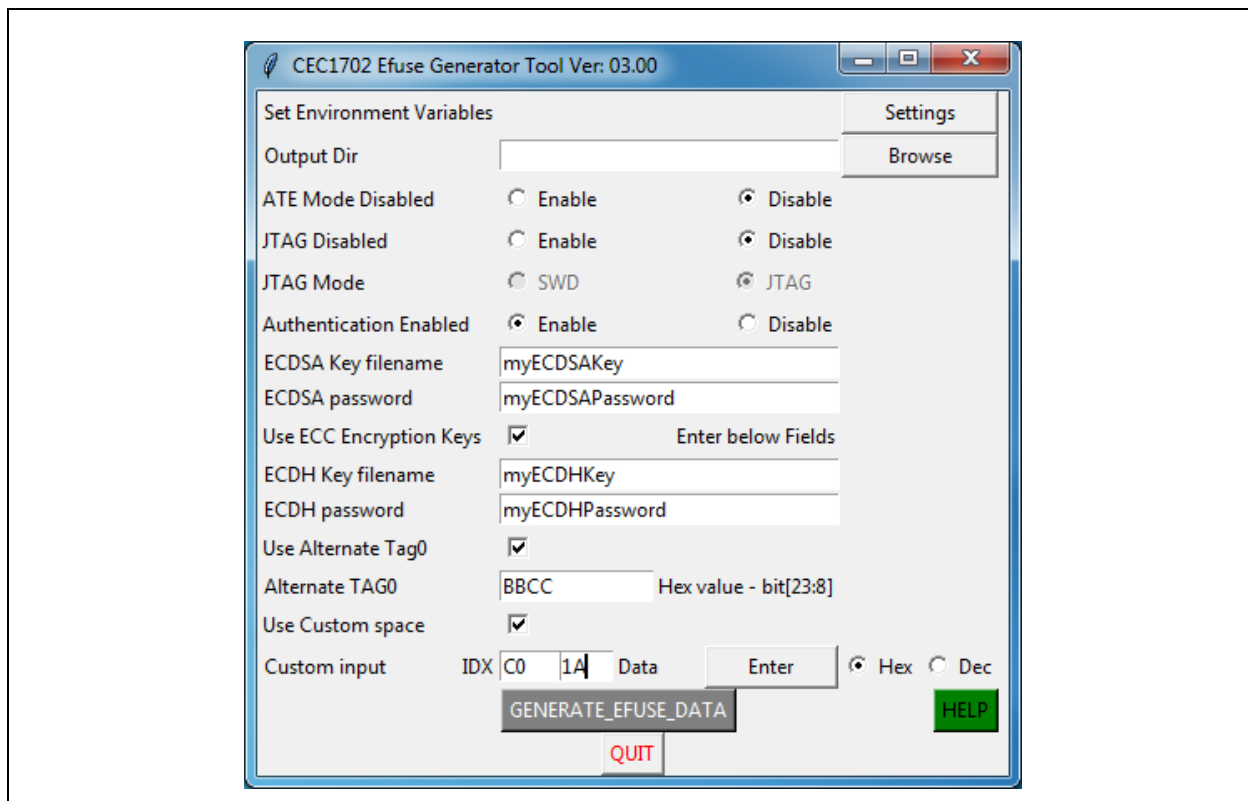 CEC1702 Efuse Generator Tool Ver: 03.00
Set Environment Variables Settings
Output Dir Browse
ATE Mode Disabled Enable Disable
JTAG Disabled Enable Disable
JTAG Mode SWD JTAG
Authentication Enabled Enable Disable
ECDSA Key filename myECDSAKey
ECDSA password myECDSAPassword
Use ECC Encryption Keys Enter below Fields
ECDH Key filename myECDHKey
ECDH password myECDHPassword
Use Alternate Tag0
Alternate TAG0 BBCC Hex value - bit[23:8]
Use Custom space
Custom input IDX C0 1A Data Enter Hex Dec
GENERATE_EFUSE_DATA HELP
QUIT